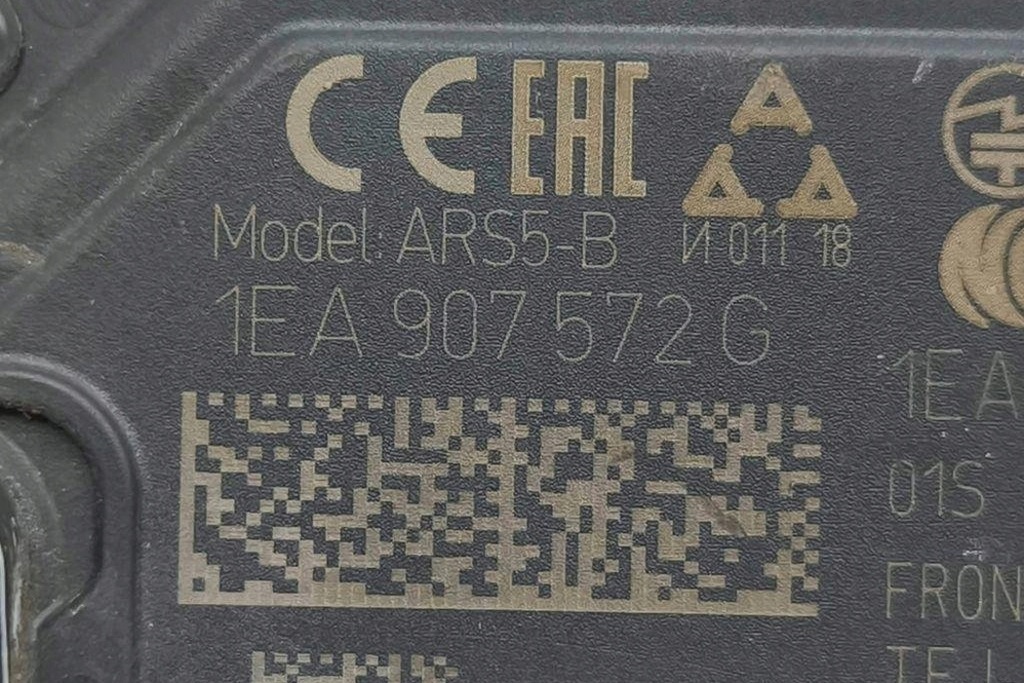 CE EAC
Model: ARS5-B И 011 18
1EA 907 572 G
1EA
01S
FRON